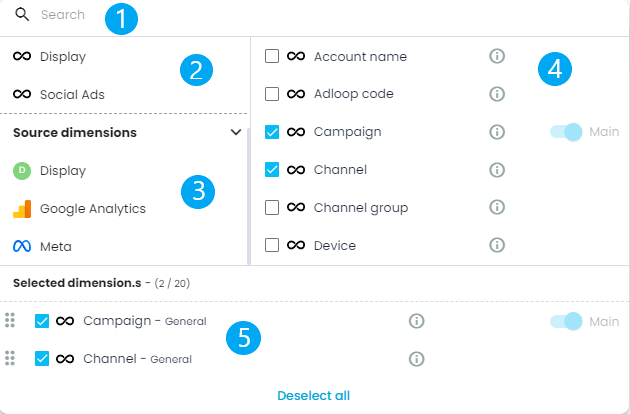 Search 1
Display
2
Social Ads
Source dimensions
D Display
3
Google Analytics
Meta
Account name
4
Adloop code
Campaign Main
Channel
Channel group
Device
Selected dimension.s - (2 / 20)
Campaign - General Main
5
Channel - General
Deselect all